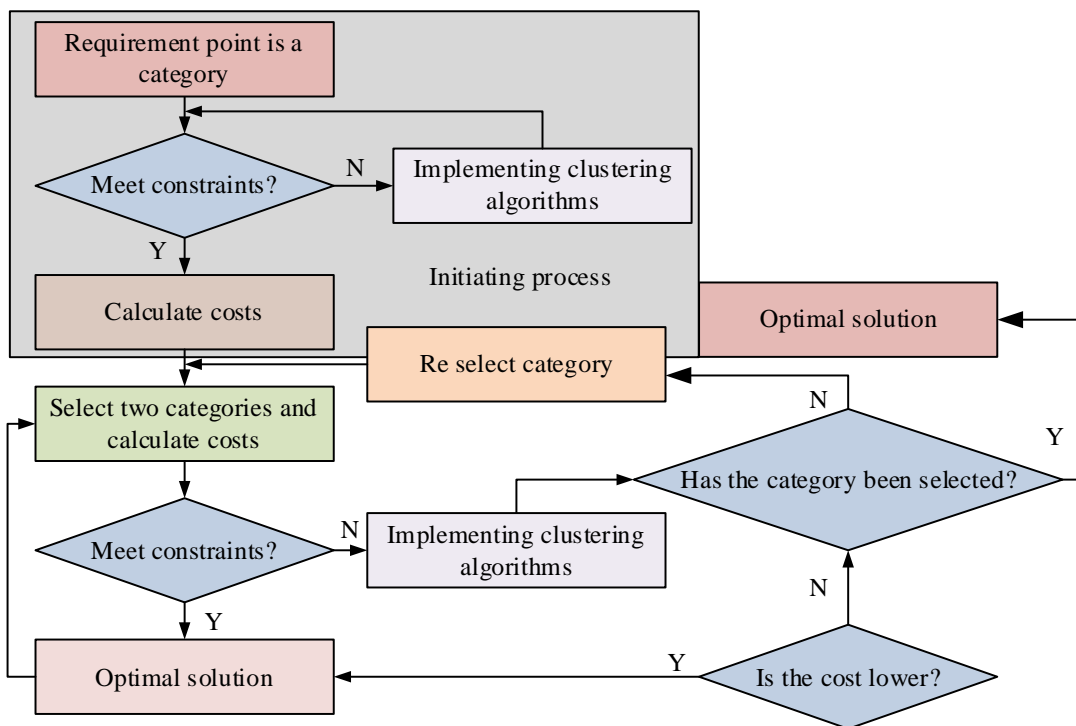 Requirement point is a
category
Meet constraints?
N
Implementing clustering
algorithms
Y
Initiating process
Calculate costs
Optimal solution
Re select category
Select two categories and
calculate costs
N
Y
Has the category been selected?
Meet constraints?
N
Implementing clustering
algorithms
N
Y
Optimal solution
Y
Is the cost lower?